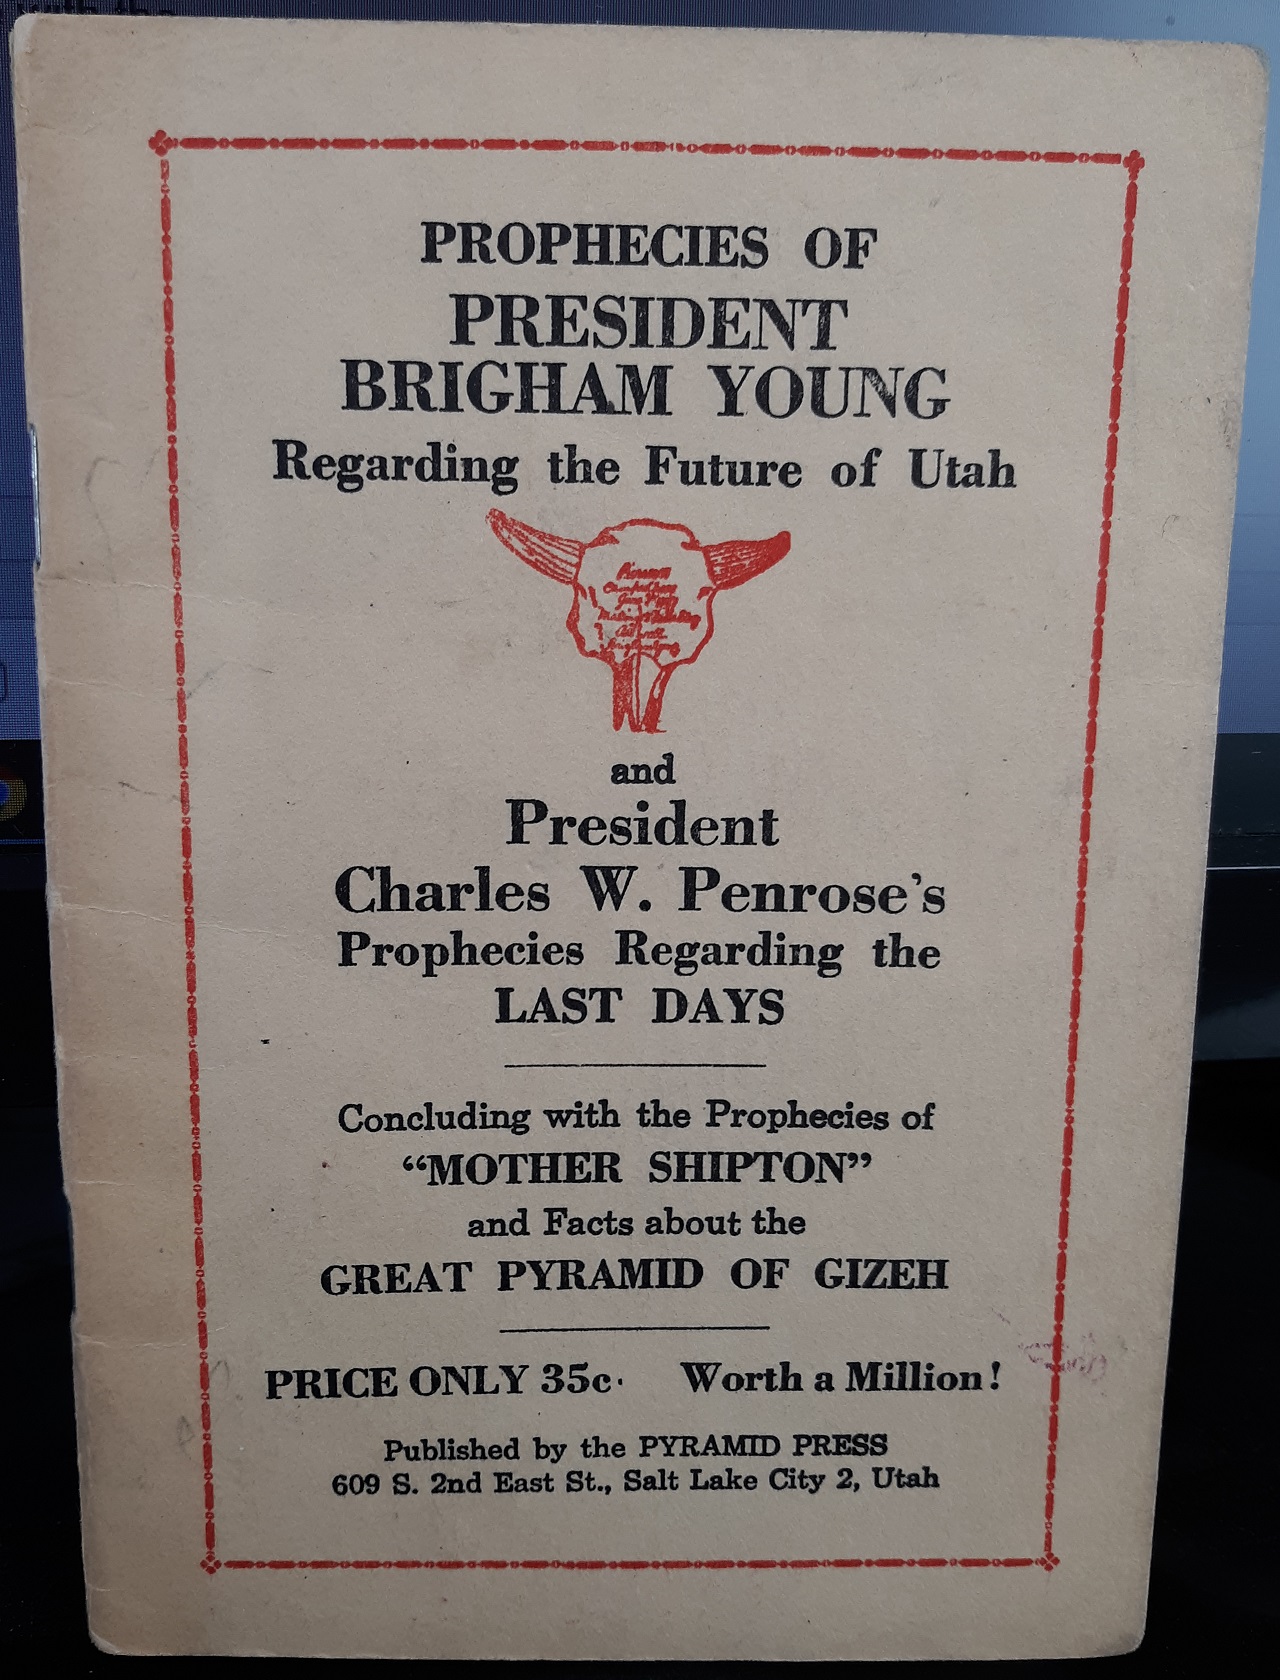 with the
PROPHECIES OF
PRESIDENT
BRIGHAM YOUNG
Regarding the Future of Utah
and
President
Charles W. Penrose's
Prophecies Regarding the
LAST DAYS
Concluding with the Prophecies of
“MOTHER SHIPTON”
and Facts about the
GREAT PYRAMID OF GIZEH
PRICE ONLY 35c. Worth a Million!
Published by the PYRAMID PRESS
609 S. 2nd East St., Salt Lake City 2, Utah